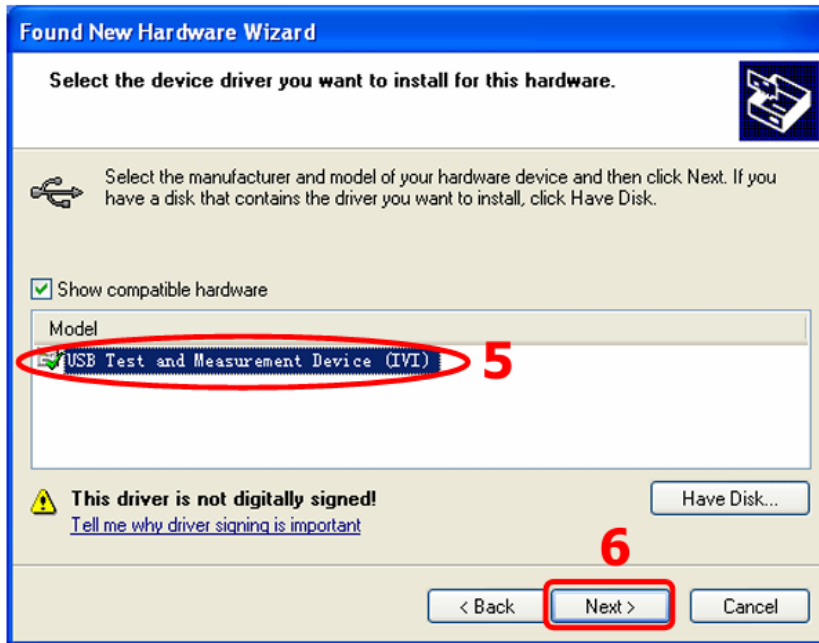 Found New Hardware Wizard
Select the device driver you want to install for this hardware.
Select the manufacturer and model of your hardware device and then click Next. If you
have a disk that contains the driver you want to install, click Have Disk.
Show compatible hardware
Model
USB Test and Measurement Device (IVI)
5
This driver is not digitally signed!
Have Disk...
Tell me why driver signing is important
6
< Back
Next >
Cancel